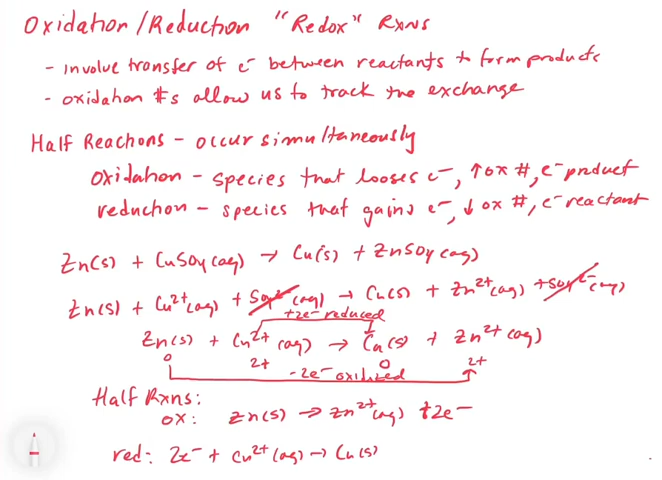 Oxidation/Reduction "Redox" Rxns
- involve transfer of e⁻ between reactants to form products
- oxidation #s allow us to track the exchange
Half Reactions - occur simultaneously
oxidation - species that looses e⁻, ↑ ox #, e⁻ product
reduction - species that gains e⁻, ↓ ox #, e⁻ reactant
Zn(s) + CuSO₄(aq) → Cu(s) + ZnSO₄(aq)
Zn(s) + Cu²⁺(aq) + SO₄²⁻(aq) → Cu(s) + Zn²⁺(aq) + SO₄²⁻(aq)
+2e⁻ reduced
Zn(s) + Cu²⁺(aq) → Cu(s) + Zn²⁺(aq)
0 2+ 0 2+
-2e⁻ oxidized
Half Rxns:
ox: Zn(s) → Zn²⁺(aq) + 2e⁻
red: 2e⁻ + Cu²⁺(aq) → Cu(s)